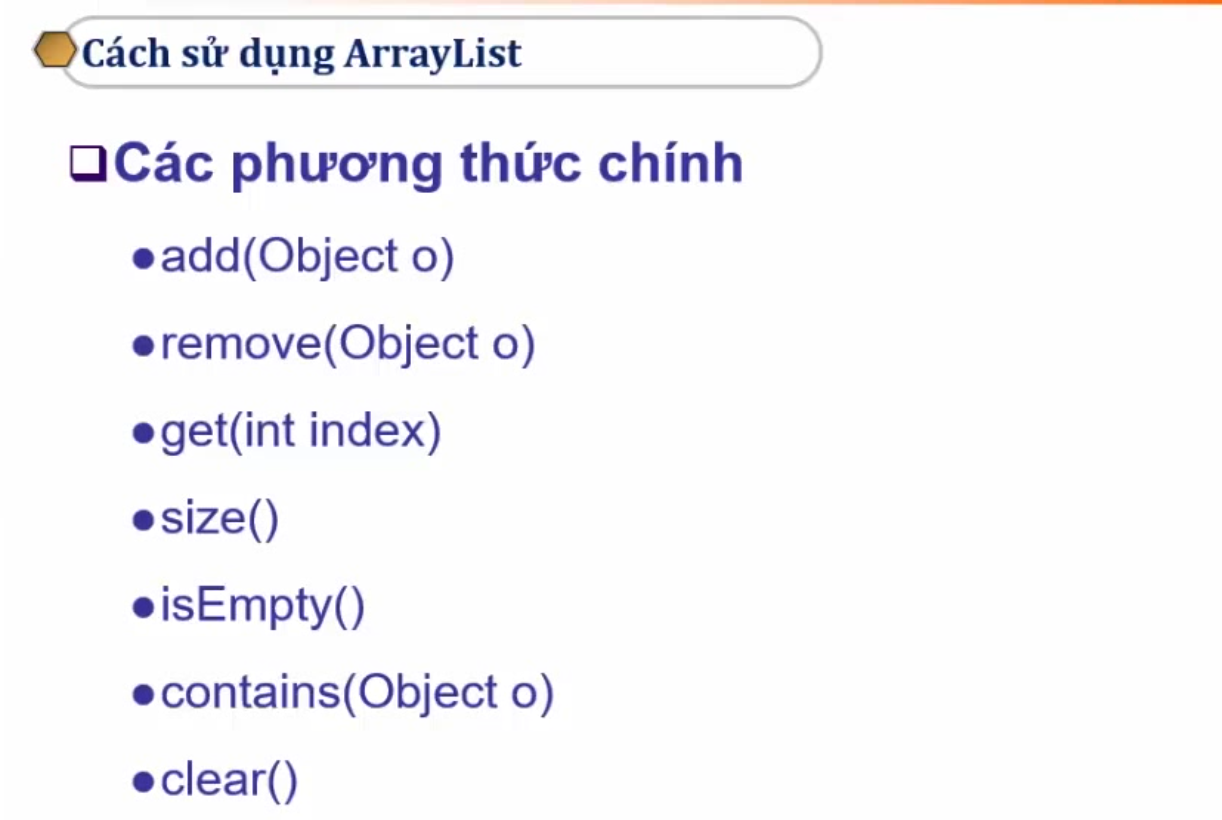 Cách sử dụng ArrayList
Các phương thức chính
add(Object o)
remove(Object o)
get(int index)
size()
isEmpty()
contains(Object o)
clear()